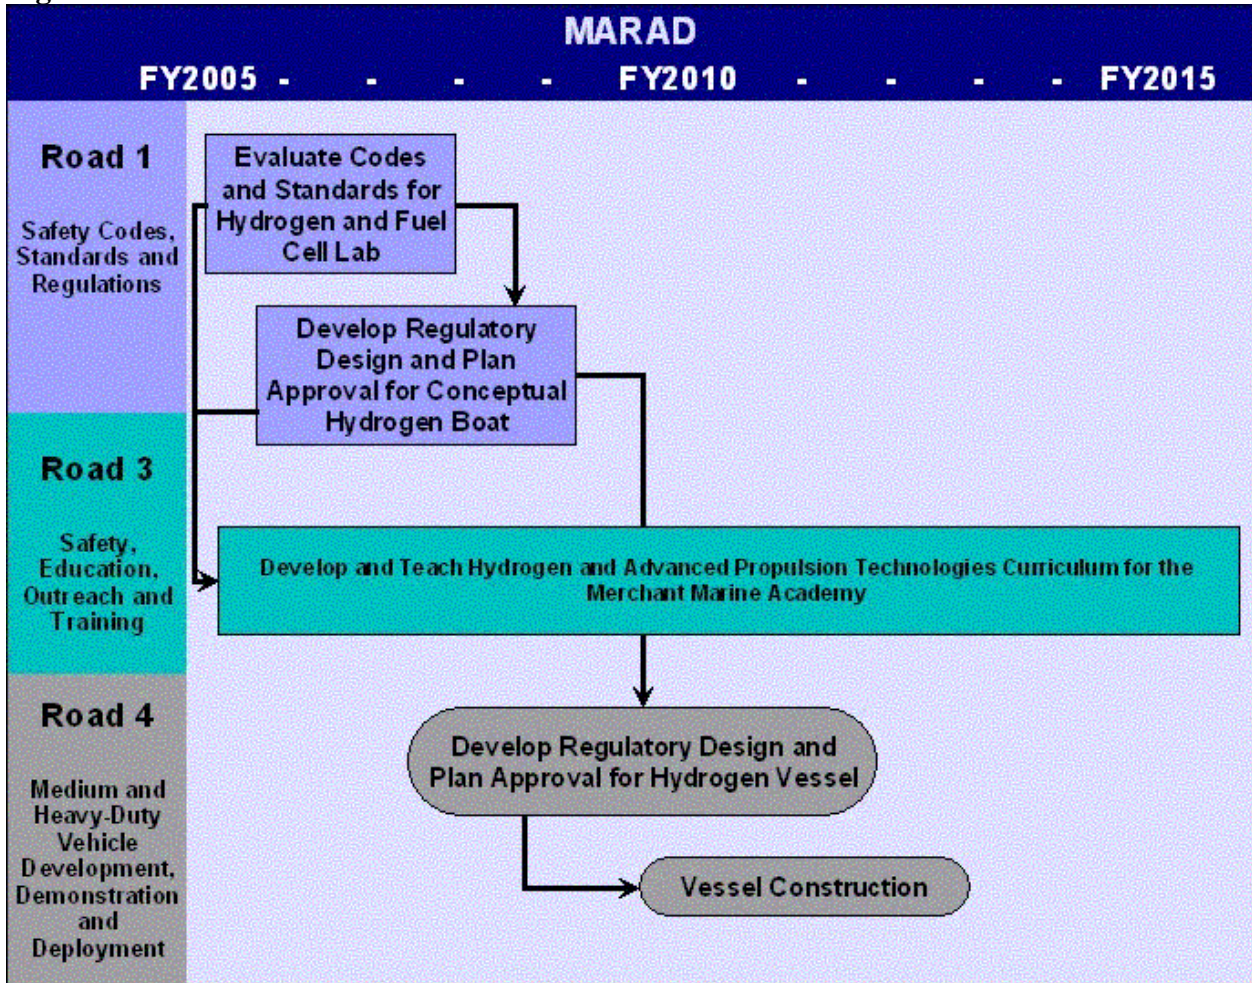 MARAD
FY2005 - - - - FY2010 - - - - FY2015
Road 1
Safety Codes,
Standards and
Regulations
Evaluate Codes
and Standards for
Hydrogen and Fuel
Cell Lab
Develop Regulatory
Design and Plan
Approval for Conceptual
Hydrogen Boat
Road 3
Safety,
Education,
Outreach and
Training
Develop and Teach Hydrogen and Advanced Propulsion Technologies Curriculum for the
Merchant Marine Academy
Road 4
Medium and
Heavy-Duty
Vehicle
Development,
Demonstration
and
Deployment
Develop Regulatory Design and
Plan Approval for Hydrogen Vessel
Vessel Construction